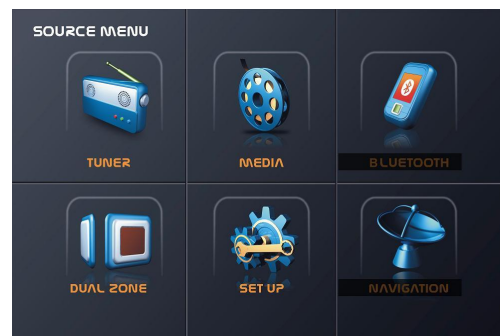 SOURCE MENU
TUNER
MEDIA
BLUETOOTH
DUAL ZONE
SET UP
NAVIGATION